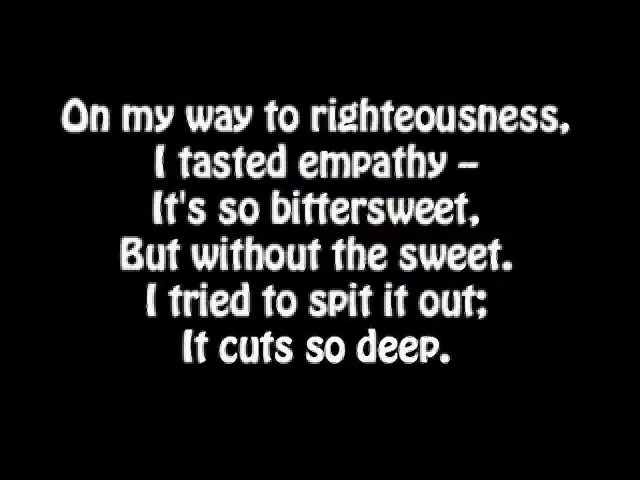 On my way to righteousness,
I tasted empathy –
It's so bittersweet,
But without the sweet.
I tried to spit it out;
It cuts so deep.